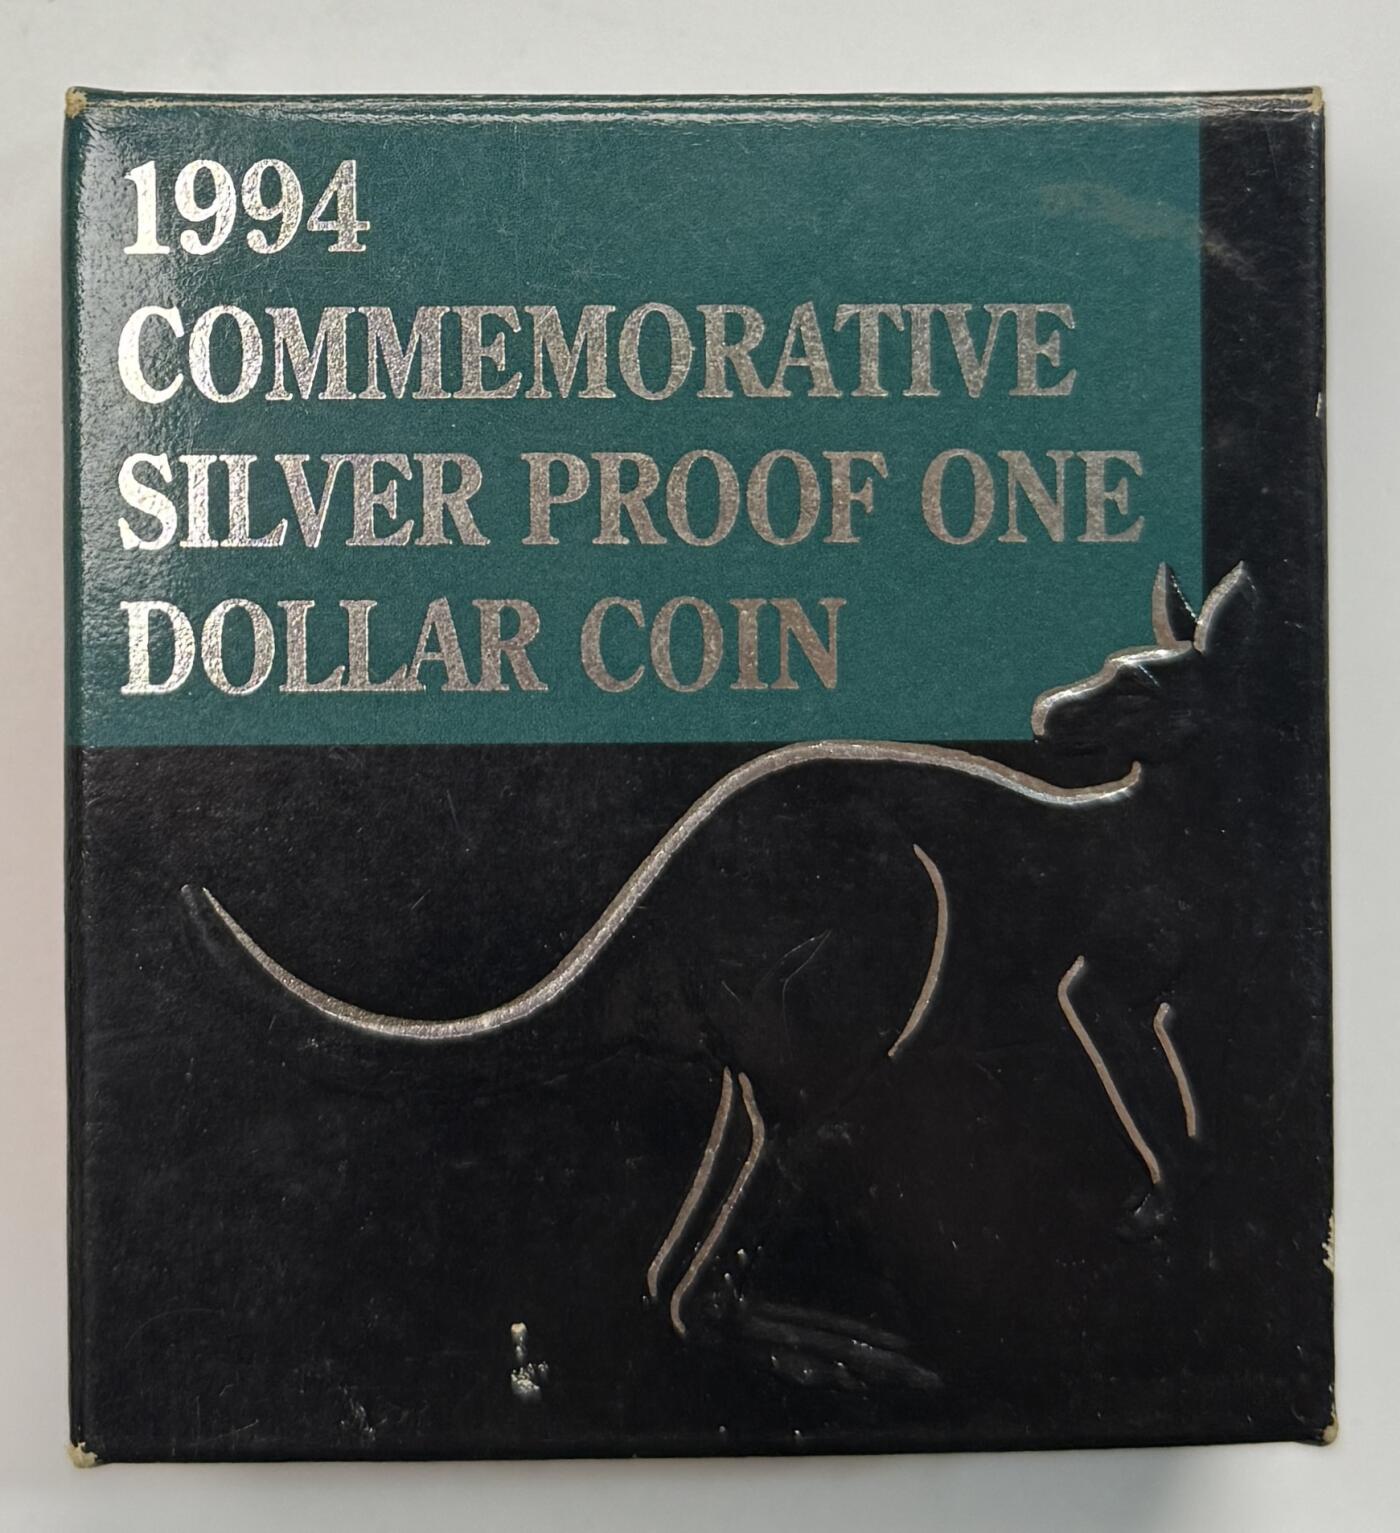 1994
COMMEMORATIVE
SILVER PROOF ONE
DOLLAR COIN